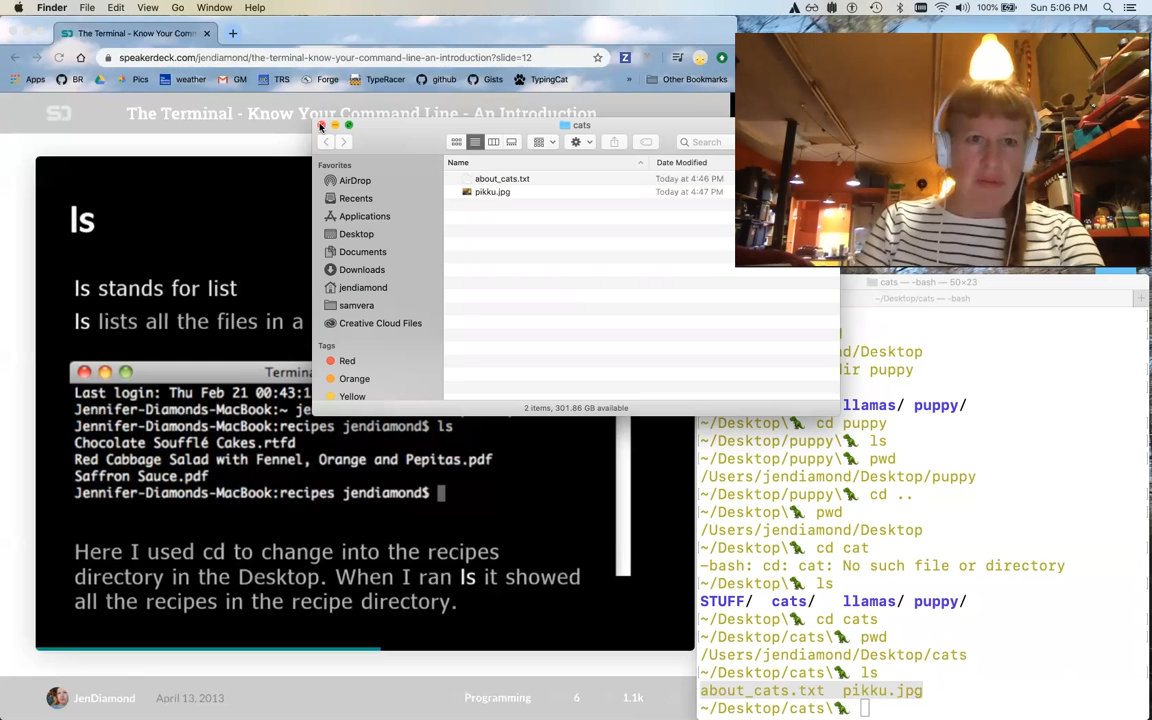 Finder File Edit View Go Window Help
100% Sun 5:06 PM
The Terminal - Know Your Com
speakerdeck.com/jendiamond/the-terminal-know-your-command-line-an-introduction?slide=12
Apps BR Pics weather GM TRS Forge TypeRacer github Gists TypingCat » Other Bookmarks
The Terminal - Know Your Command Line - An Introduction
cats
Search
Favorites
AirDrop
Recents
Applications
Desktop
Documents
Downloads
jendiamond
samvera
Creative Cloud Files
Tags
Red
Orange
Yellow
Name Date Modified
about_cats.txt Today at 4:46 PM
pikku.jpg Today at 4:47 PM
2 items, 301.86 GB available
ls
ls stands for list
ls lists all the files in a
Last login: Thu Feb 21 00:43:1
Jennifer-Diamonds-MacBook:~ je
Jennifer-Diamonds-MacBook:recipes jendiamond$ ls
Chocolate Soufflé Cakes.rtfd
Red Cabbage Salad with Fennel, Orange and Pepitas.pdf
Saffron Sauce.pdf
Jennifer-Diamonds-MacBook:recipes jendiamond$
Here I used cd to change into the recipes
directory in the Desktop. When I ran ls it showed
all the recipes in the recipe directory.
JenDiamond April 13, 2013 Programming 6 1.1k
cats — -bash — 50×23
~/Desktop/cats — -bash
nd/Desktop
dir puppy
llamas/ puppy/
~/Desktop\🦖 cd puppy
~/Desktop/puppy\🦖 ls
~/Desktop/puppy\🦖 pwd
/Users/jendiamond/Desktop/puppy
~/Desktop/puppy\🦖 cd ..
~/Desktop\🦖 pwd
/Users/jendiamond/Desktop
~/Desktop\🦖 cd cat
-bash: cd: cat: No such file or directory
~/Desktop\🦖 ls
STUFF/ cats/ llamas/ puppy/
~/Desktop\🦖 cd cats
~/Desktop/cats\🦖 pwd
/Users/jendiamond/Desktop/cats
~/Desktop/cats\🦖 ls
about_cats.txt pikku.jpg
~/Desktop/cats\🦖